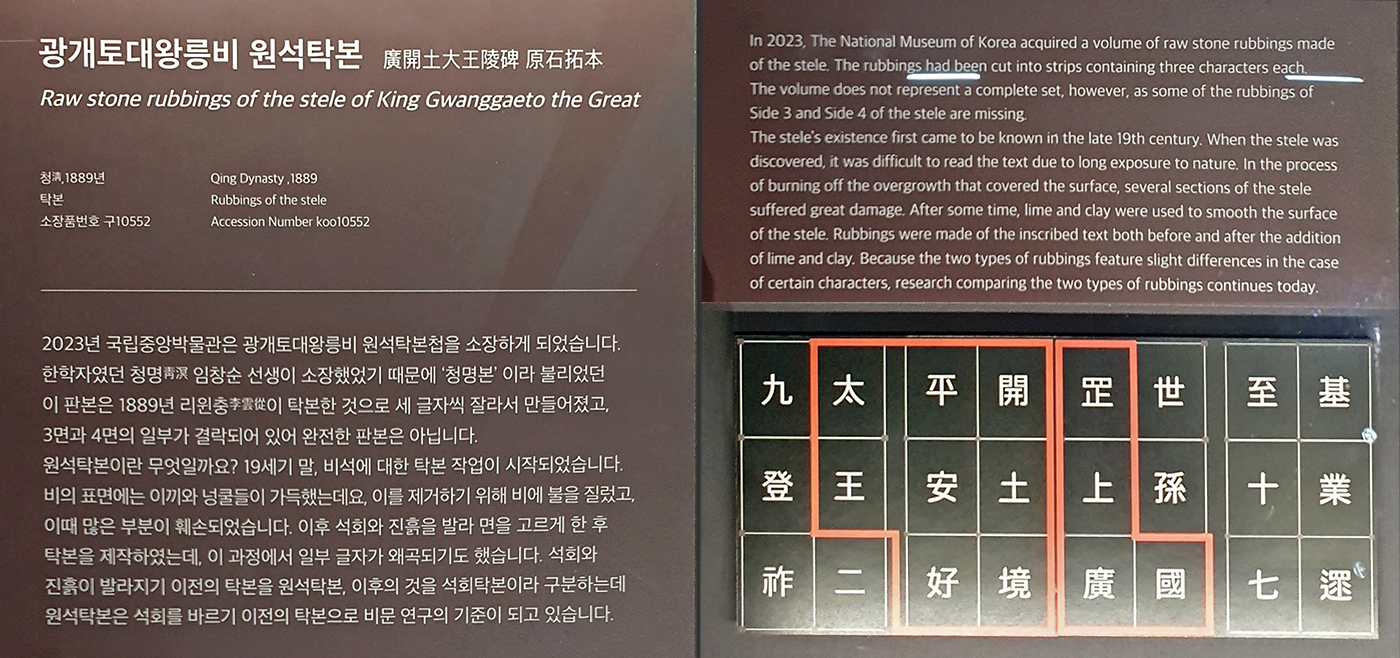 광개토대왕릉비 원석탁본 廣開土大王陵碑 原石拓本
Raw stone rubbings of the stele of King Gwanggaeto the Great
청淸,1889년
탁본
소장품번호 구10552
Qing Dynasty ,1889
Rubbings of the stele
Accession Number koo10552
2023년 국립중앙박물관은 광개토대왕릉비 원석탁본첩을 소장하게 되었습니다.
한학자였던 청명靑溟 임창순 선생이 소장했었기 때문에 ‘청명본’ 이라 불리었던
이 판본은 1889년 리윈충李雲從이 탁본한 것으로 세 글자씩 잘라서 만들어졌고,
3면과 4면의 일부가 결락되어 있어 완전한 판본은 아닙니다.
원석탁본이란 무엇일까요? 19세기 말, 비석에 대한 탁본 작업이 시작되었습니다.
비의 표면에는 이끼와 넝쿨들이 가득했는데요, 이를 제거하기 위해 비에 불을 질렀고,
이때 많은 부분이 훼손되었습니다. 이후 석회와 진흙을 발라 면을 고르게 한 후
탁본을 제작하였는데, 이 과정에서 일부 글자가 왜곡되기도 했습니다. 석회와
진흙이 발라지기 이전의 탁본을 원석탁본, 이후의 것을 석회탁본이라 구분하는데
원석탁본은 석회를 바르기 이전의 탁본으로 비문 연구의 기준이 되고 있습니다.
In 2023, The National Museum of Korea acquired a volume of raw stone rubbings made
of the stele. The rubbings had been cut into strips containing three characters each.
The volume does not represent a complete set, however, as some of the rubbings of
Side 3 and Side 4 of the stele are missing.
The stele's existence first came to be known in the late 19th century. When the stele was
discovered, it was difficult to read the text due to long exposure to nature. In the process
of burning off the overgrowth that covered the surface, several sections of the stele
suffered great damage. After some time, lime and clay were used to smooth the surface
of the stele. Rubbings were made of the inscribed text both before and after the addition
of lime and clay. Because the two types of rubbings feature slight differences in the case
of certain characters, research comparing the two types of rubbings continues today.
基業還
至十七
世孫國
罡上廣
開土境
平安好
太王二
九登祚